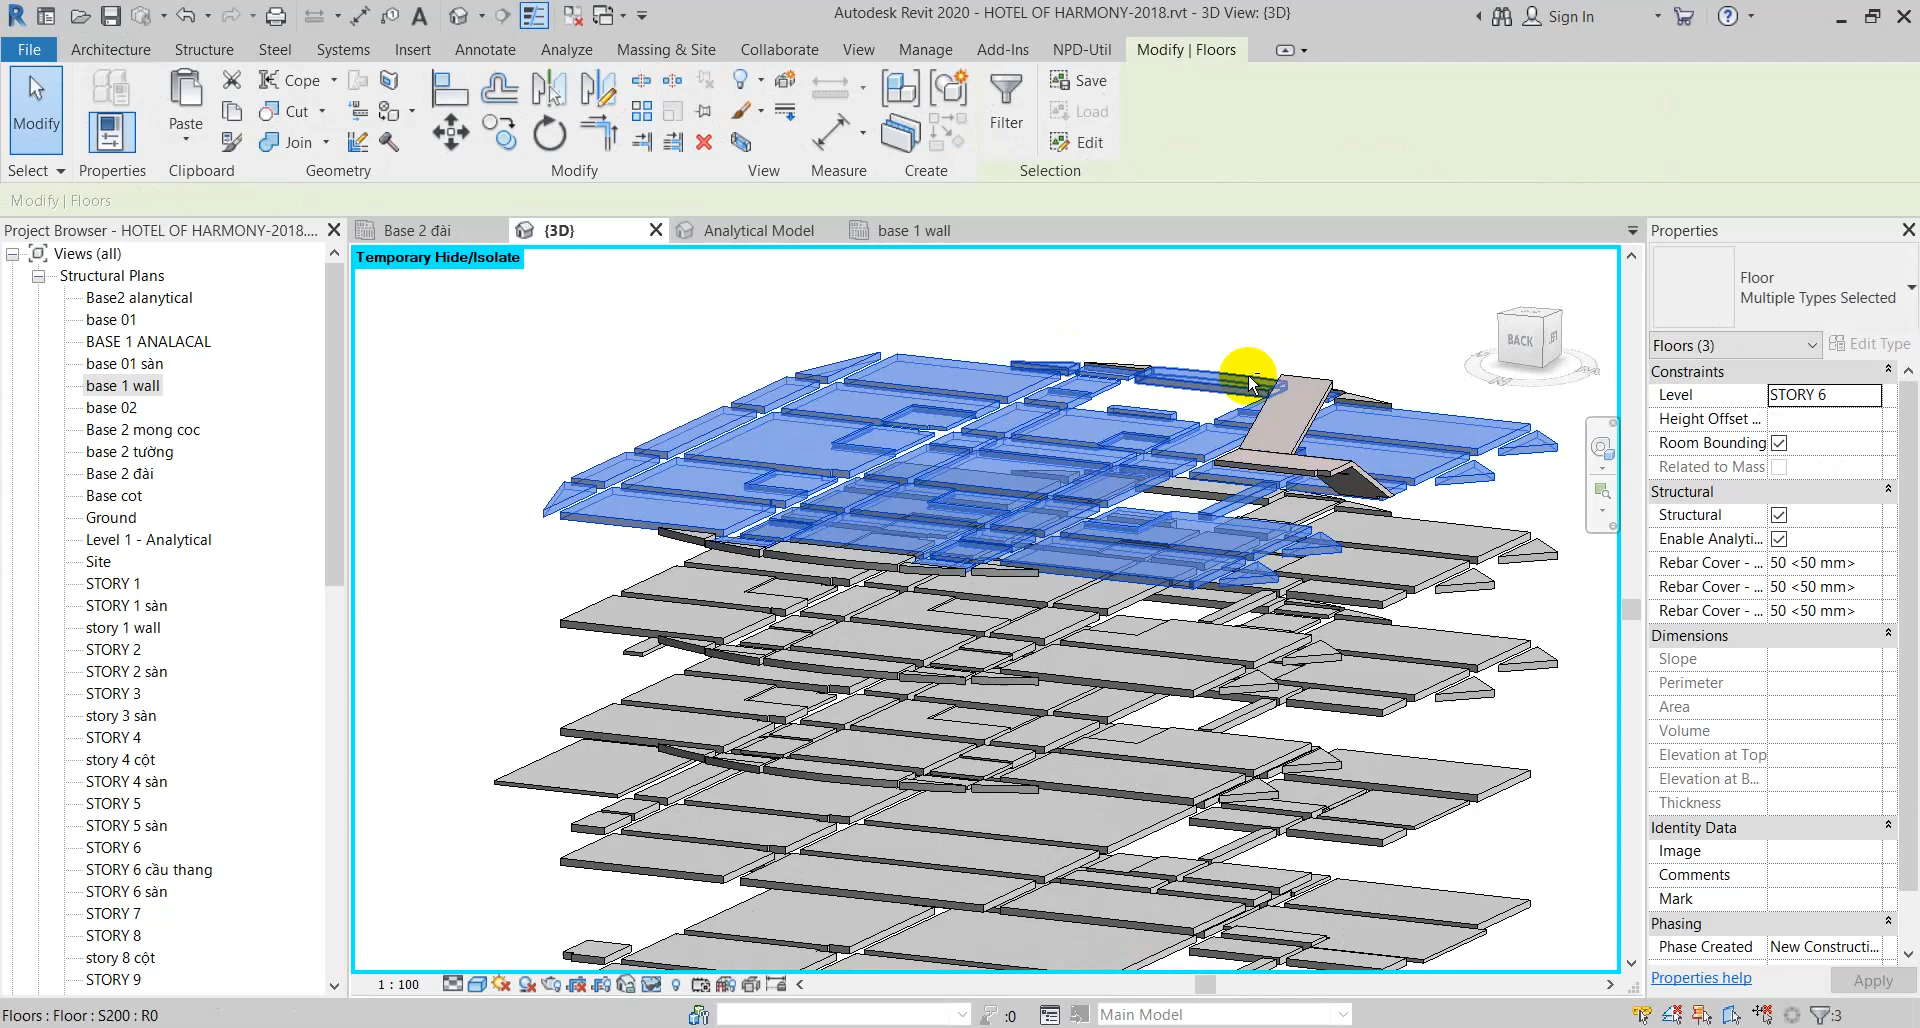 Autodesk Revit 2020 - HOTEL OF HARMONY-2018.rvt - 3D View: {3D}
Sign In
File Architecture Structure Steel Systems Insert Annotate Analyze Massing & Site Collaborate View Manage Add-Ins NPD-Util Modify | Floors
Modify
Paste
Cope
Cut
Join
Filter
Save
Load
Edit
Select Properties Clipboard Geometry Modify View Measure Create Selection
Modify | Floors
Project Browser - HOTEL OF HARMONY-2018....
Views (all)
Structural Plans
Base2 alanytical
base 01
BASE 1 ANALACAL
base 01 sàn
base 1 wall
base 02
Base 2 mong coc
base 2 tường
Base 2 đài
Base cot
Ground
Level 1 - Analytical
Site
STORY 1
STORY 1 sàn
story 1 wall
STORY 2
STORY 2 sàn
STORY 3
story 3 sàn
STORY 4
story 4 cột
STORY 4 sàn
STORY 5
STORY 5 sàn
STORY 6
STORY 6 cầu thang
STORY 6 sàn
STORY 7
STORY 8
story 8 cột
STORY 9
Base 2 đài
{3D}
Analytical Model
base 1 wall
Temporary Hide/Isolate
BACK
Properties
Floor
Multiple Types Selected
Floors (3)
Edit Type
Constraints
Level STORY 6
Height Offset ...
Room Bounding
Related to Mass
Structural
Structural
Enable Analyti...
Rebar Cover - ... 50 <50 mm>
Rebar Cover - ... 50 <50 mm>
Rebar Cover - ... 50 <50 mm>
Dimensions
Slope
Perimeter
Area
Volume
Elevation at Top
Elevation at B...
Thickness
Identity Data
Image
Comments
Mark
Phasing
Phase Created New Constructi...
Properties help
Apply
1 : 100
Floors : Floor : S200 : R0
:0
Main Model
:3